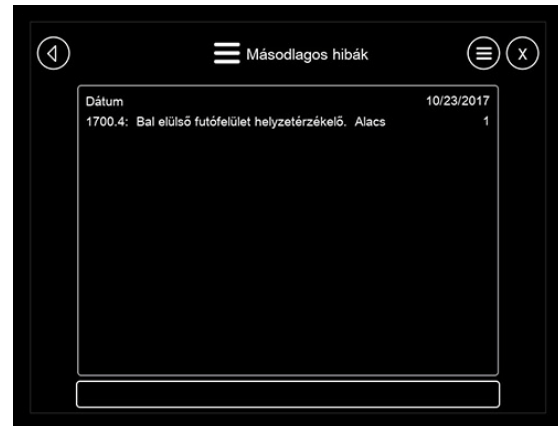 Másodlagos hibák
X
Dátum 10/23/2017
1700.4: Bal elülső futófelület helyzetérzékelő. Alacs 1